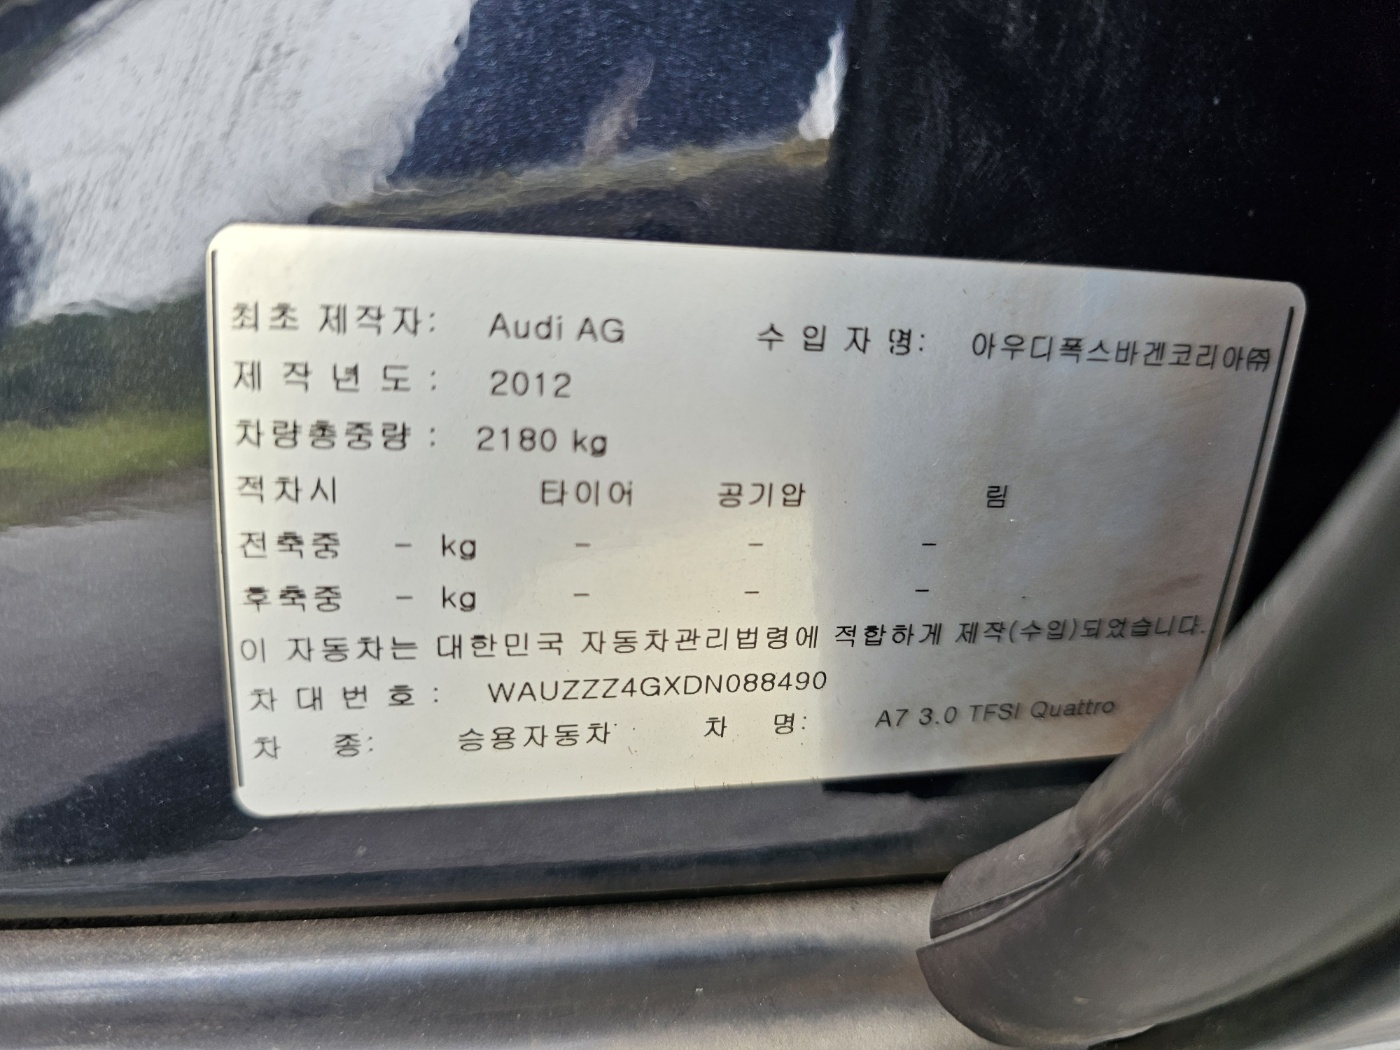 최초 제작자: Audi AG 수 입 자 명: 아우디폭스바겐코리아㈜
제 작 년 도 : 2012
차량총중량 : 2180 kg
적차시 타이어 공기압 림
전축중 - kg - - -
후축중 - kg - - -
이 자동차는 대한민국 자동차관리법령에 적합하게 제작(수입)되었습니다.
차 대 번 호 : WAUZZZ4GXDN088490
차 종: 승용자동차 차 명: A7 3.0 TFSI Quattro